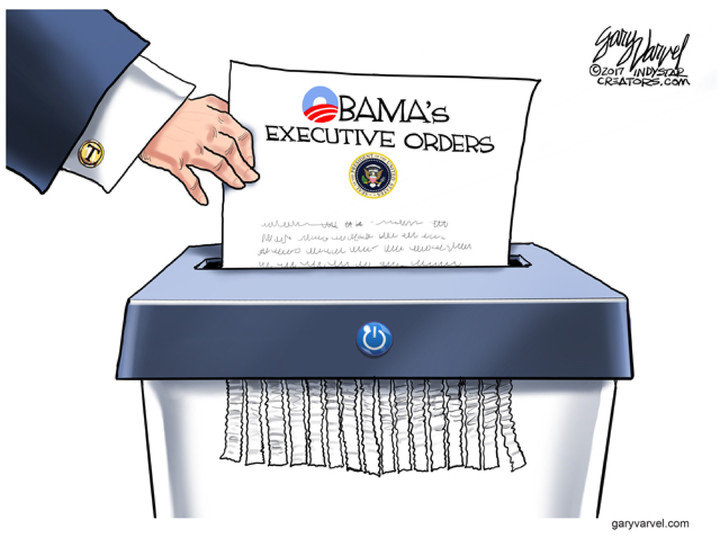 Gary Varvel
©2017 INDYSTAR
CREATORS.COM
OBAMA'S
EXECUTIVE ORDERS
T
garyvarvel.com